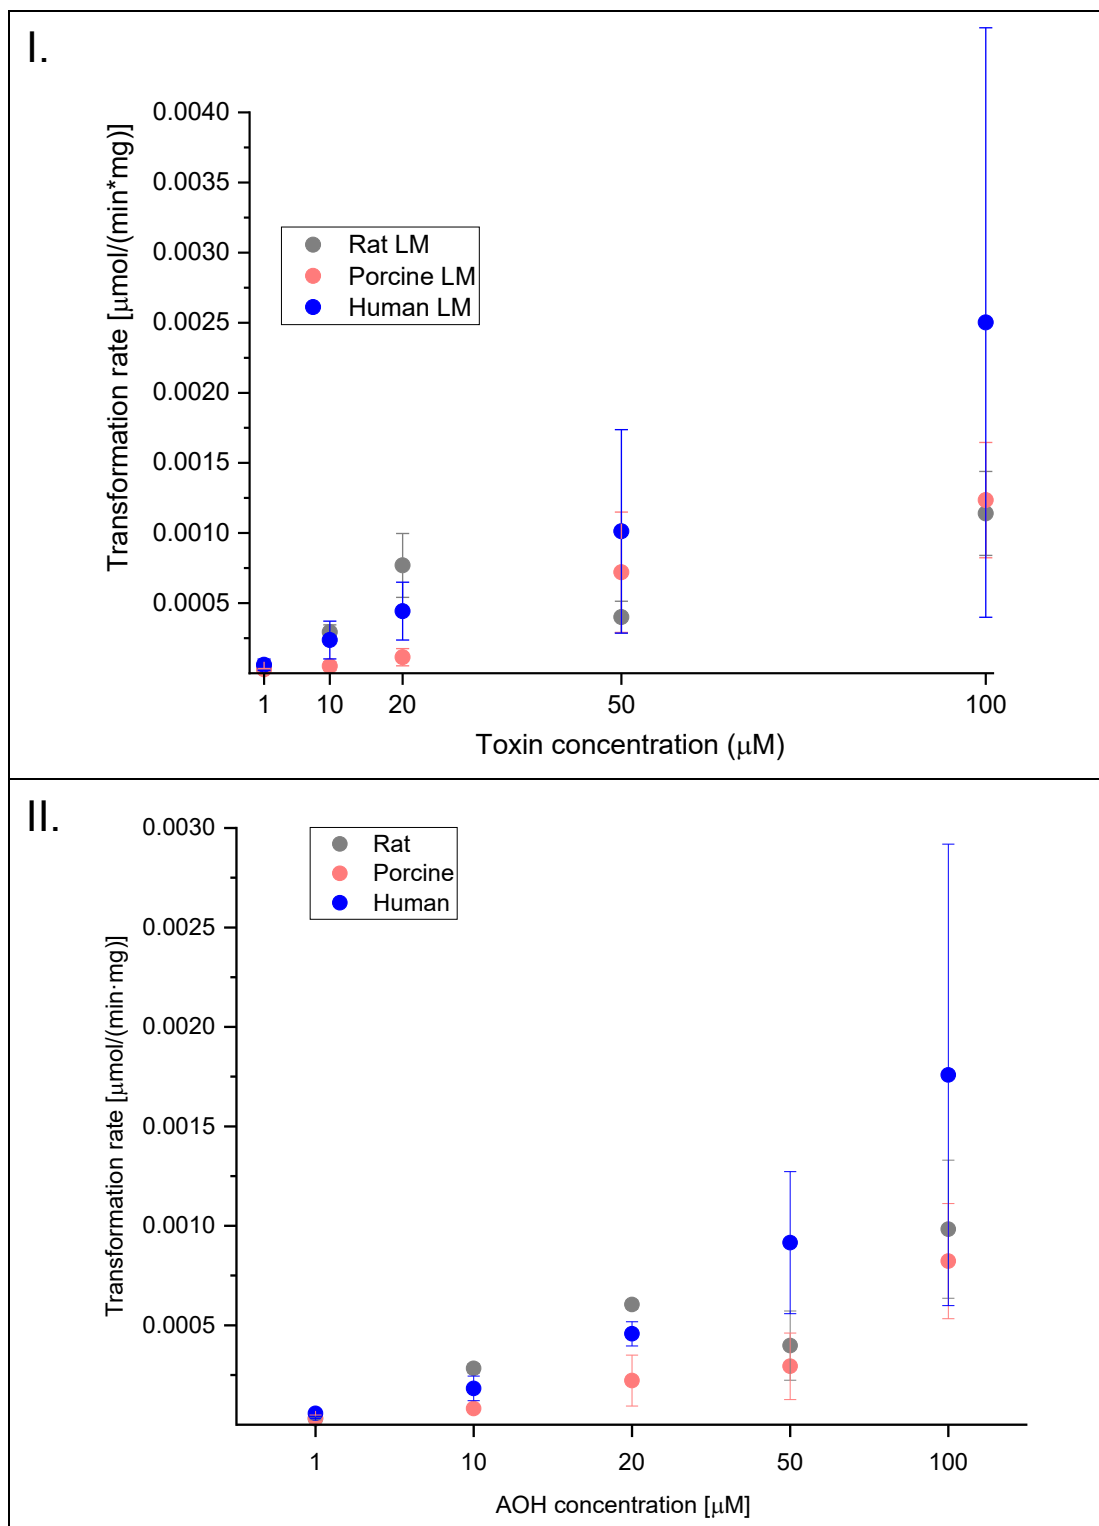 I.
Transformation rate [μmol/(min*mg)]
0.0040
0.0035
0.0030
0.0025
0.0020
0.0015
0.0010
0.0005
Rat LM
Porcine LM
Human LM
1 10 20 50 100
Toxin concentration (μM)
II.
Transformation rate [μmol/(min·mg)]
0.0030
0.0025
0.0020
0.0015
0.0010
0.0005
Rat
Porcine
Human
1 10 20 50 100
AOH concentration [μM]